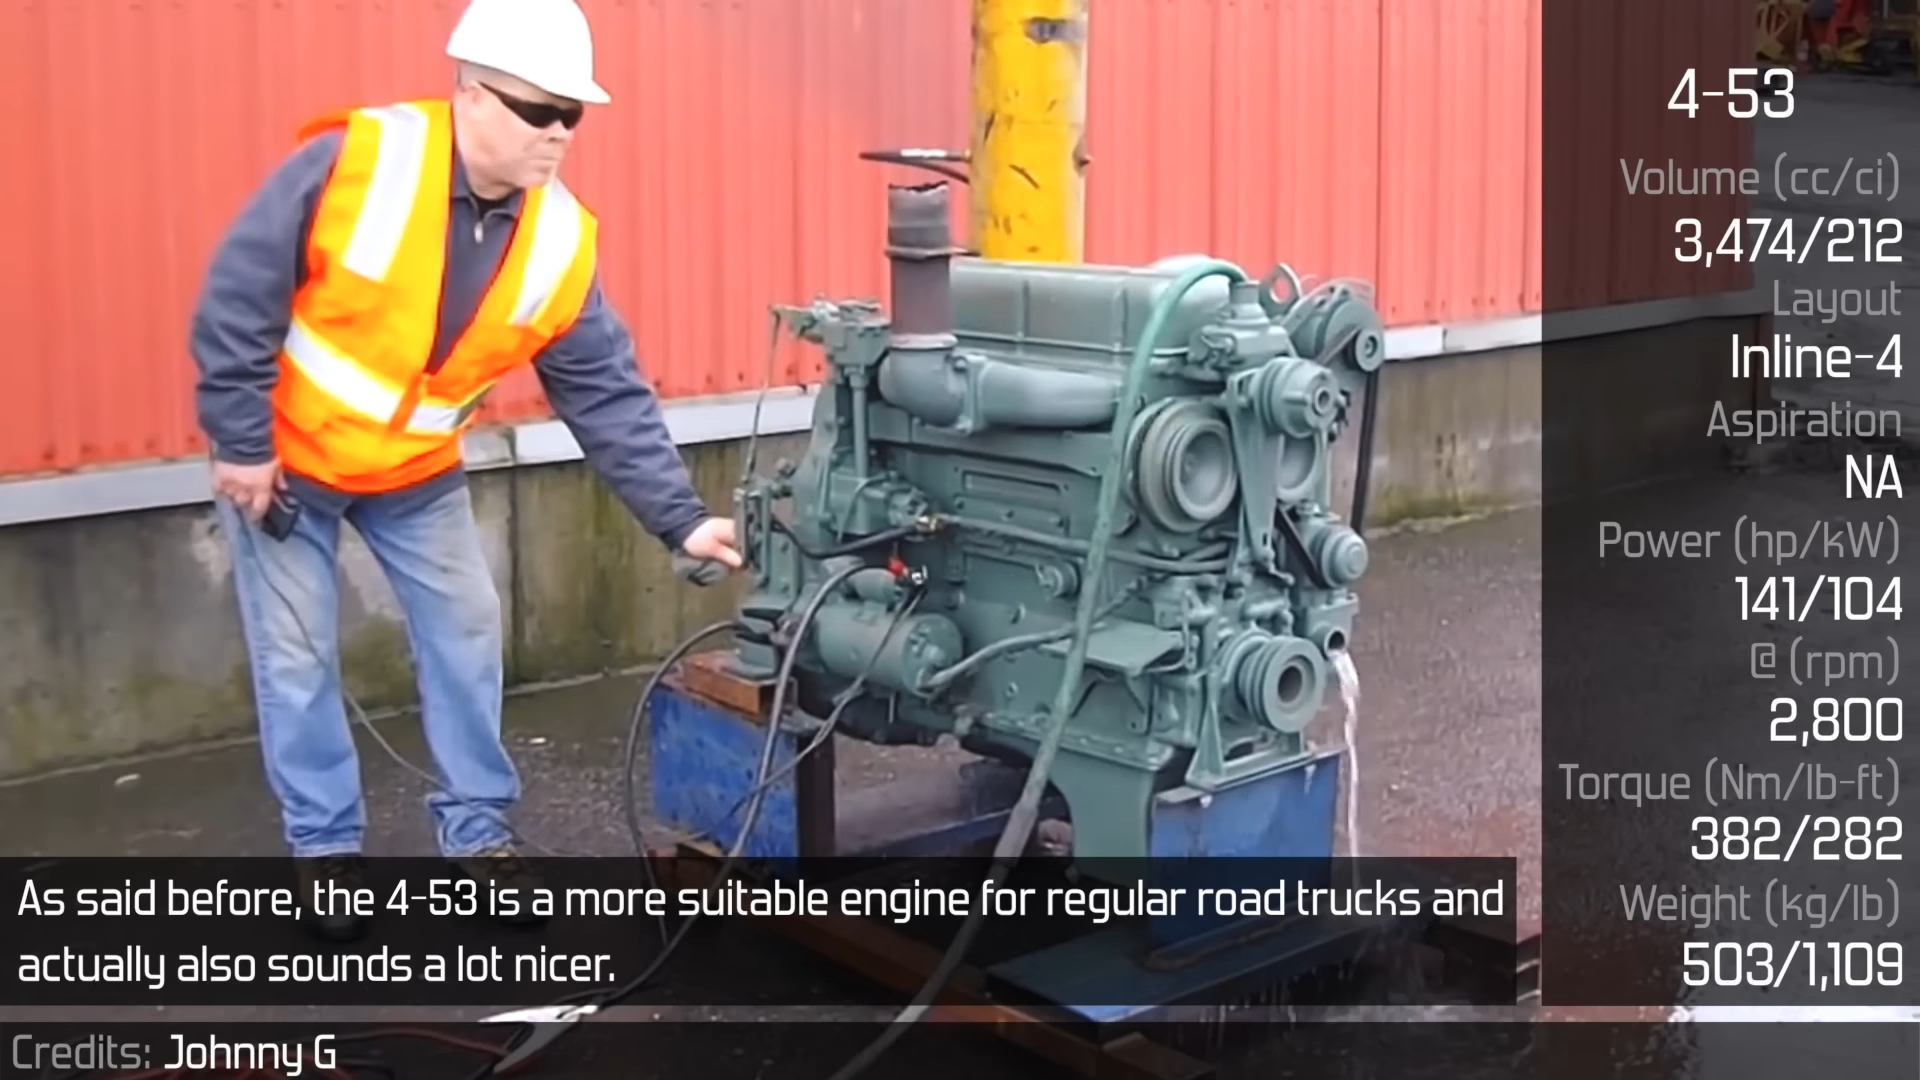 4-53
Volume (cc/ci)
3,474/212
Layout
Inline-4
Aspiration
NA
Power (hp/kW)
141/104
@ (rpm)
2,800
Torque (Nm/lb-ft)
382/282
Weight (kg/lb)
503/1,109
As said before, the 4-53 is a more suitable engine for regular road trucks and
actually also sounds a lot nicer.
Credits: Johnny G